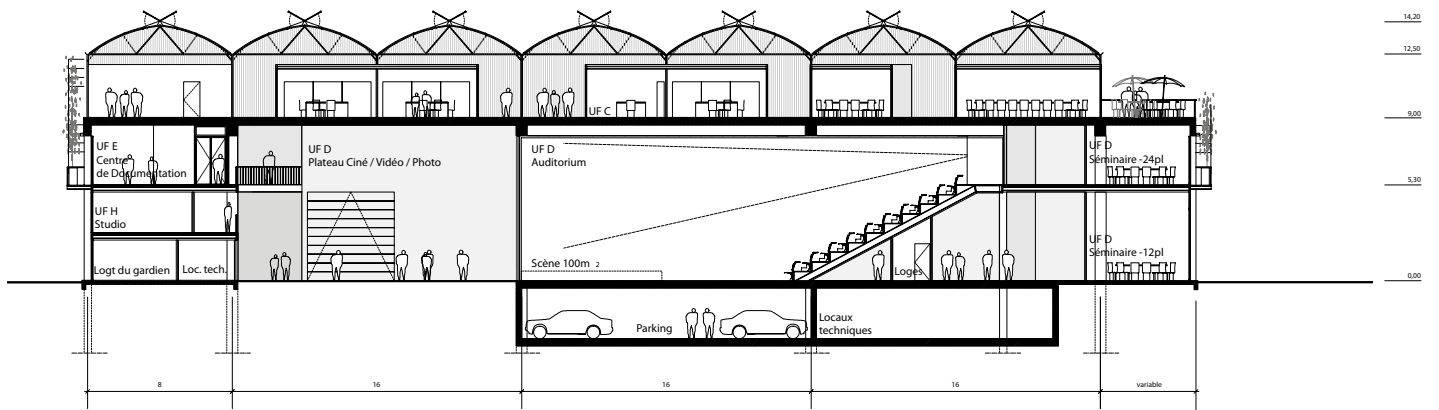 14,20
12,50
UF C
9,00
UF E
Centre
de Documentation
UF D
Plateau Ciné / Vidéo / Photo
UF D
Auditorium
UF D
Séminaire -24pl
5,30
UF H
Studio
UF D
Séminaire -12pl
Logt du gardien
Loc. tech.
Scène 100m 2
Loges
0,00
Parking
Locaux
techniques
8
16
16
16
variable